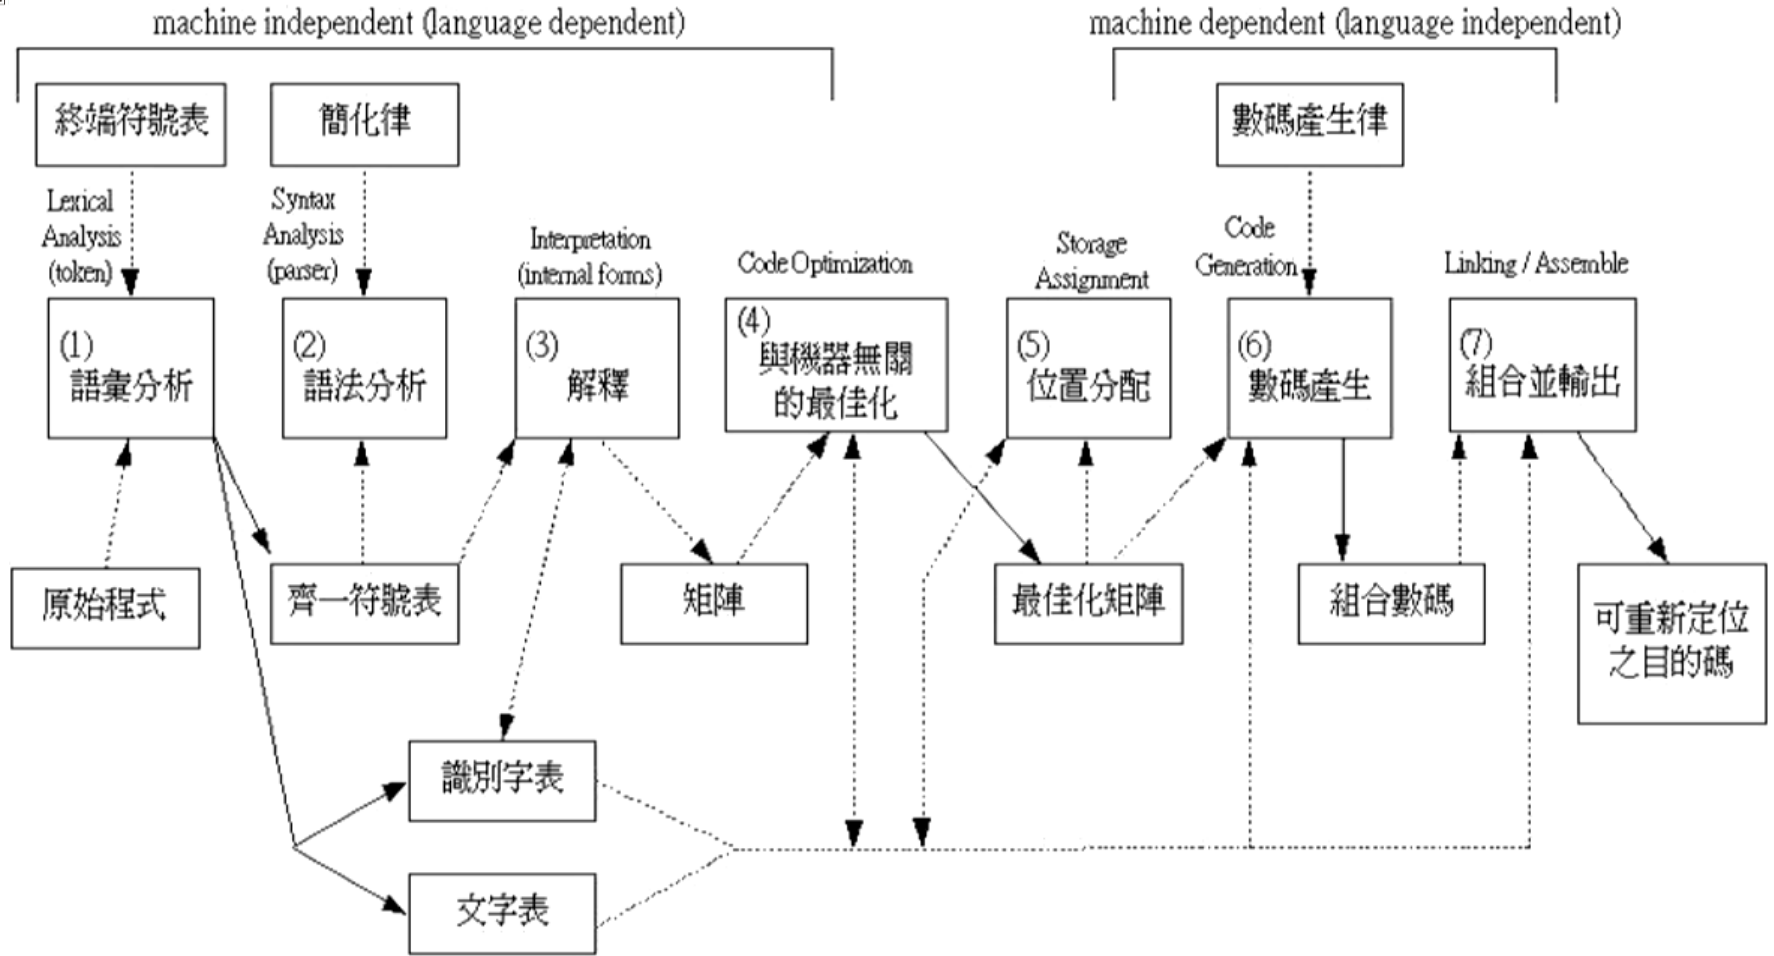 machine independent (language dependent)
machine dependent (language independent)
終端符號表
簡化律
數碼產生律
Lexical
Analysis
(token)
Syntax
Analysis
(parser)
Interpretation
(internal forms)
Code Optimization
Storage
Assignment
Code
Generation
Linking / Assemble
(1)
語彙分析
(2)
語法分析
(3)
解釋
(4)
與機器無關
的最佳化
(5)
位置分配
(6)
數碼產生
(7)
組合並輸出
原始程式
齊一符號表
矩陣
最佳化矩陣
組合數碼
可重新定位
之目的碼
識別字表
文字表